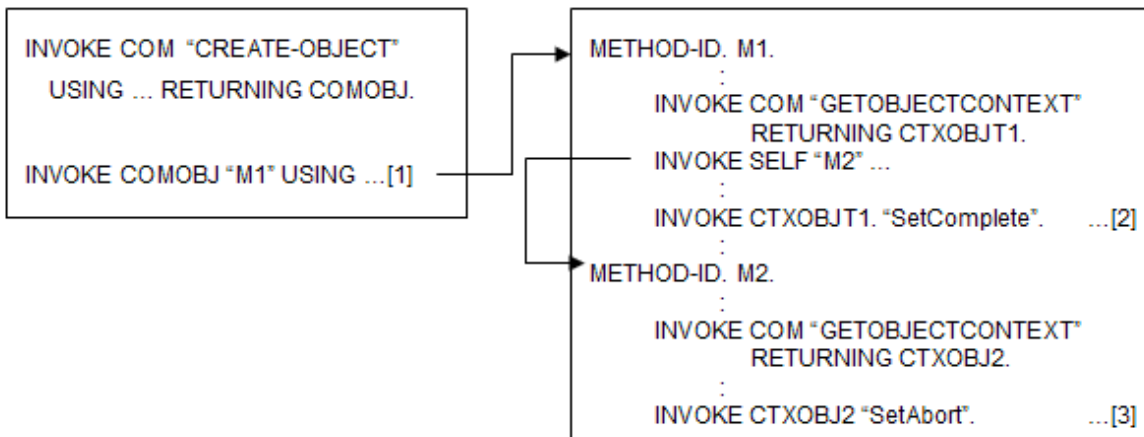 INVOKE COM “CREATE-OBJECT”
USING ... RETURNING COMOBJ.
INVOKE COMOBJ “M1” USING ...[1]
METHOD-ID. M1.
:
INVOKE COM “GETOBJECTCONTEXT”
RETURNING CTXOBJT1.
INVOKE SELF “M2” ...
:
INVOKE CTXOBJT1. “SetComplete”. ...[2]
:
METHOD-ID. M2.
:
INVOKE COM “GETOBJECTCONTEXT”
RETURNING CTXOBJ2.
:
INVOKE CTXOBJ2 “SetAbort”. ...[3]